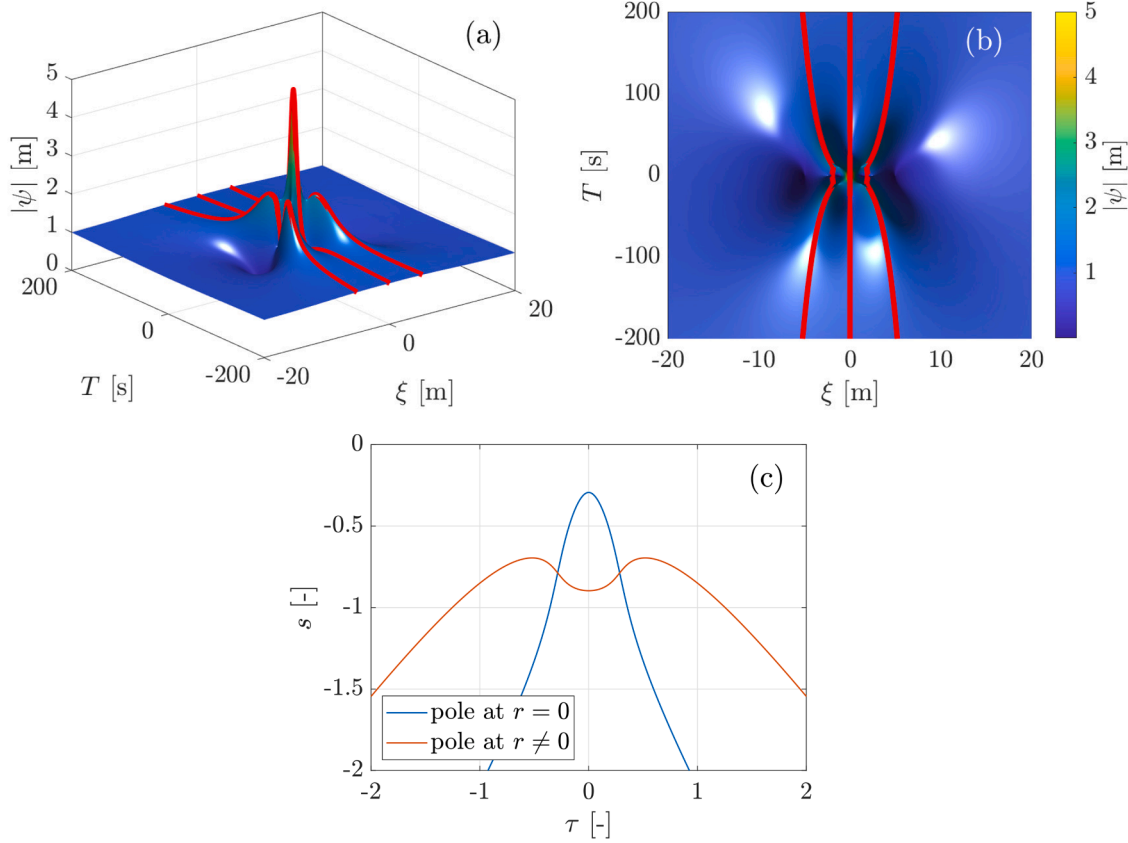 (a)
5
4
3
2
1
0
|ψ| [m]
200
0
-200
T [s]
-20
0
20
ξ [m]
(b)
200
100
0
-100
-200
T [s]
-20
-10
0
10
20
ξ [m]
5
4
3
2
1
|ψ| [m]
(c)
0
-0.5
-1
-1.5
-2
s [-]
pole at r = 0
pole at r ≠ 0
-2
-1
0
1
2
τ [-]